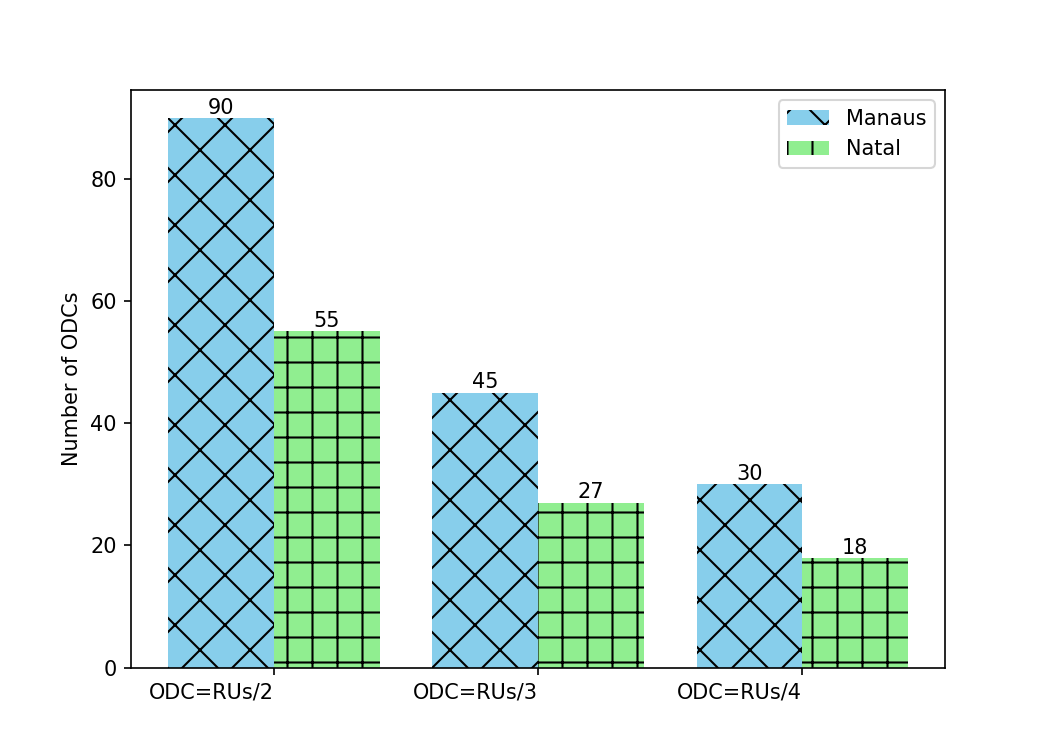 90
Manaus
Natal
80
Number of ODCs
60
55
45
40
30
27
20
18
0
ODC=RUs/2
ODC=RUs/3
ODC=RUs/4